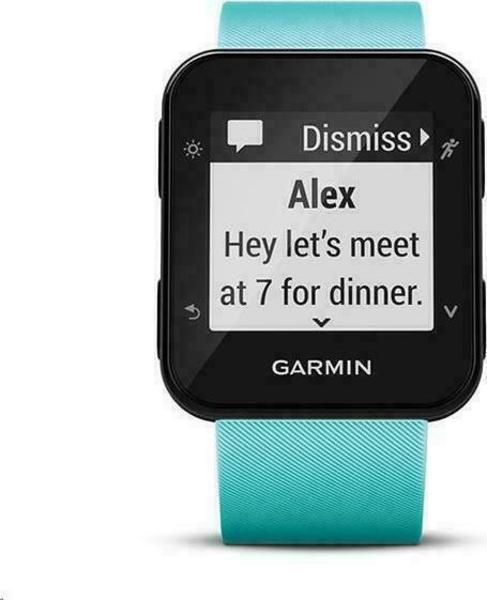 Dismiss
Alex
Hey let's meet
at 7 for dinner.
GARMIN